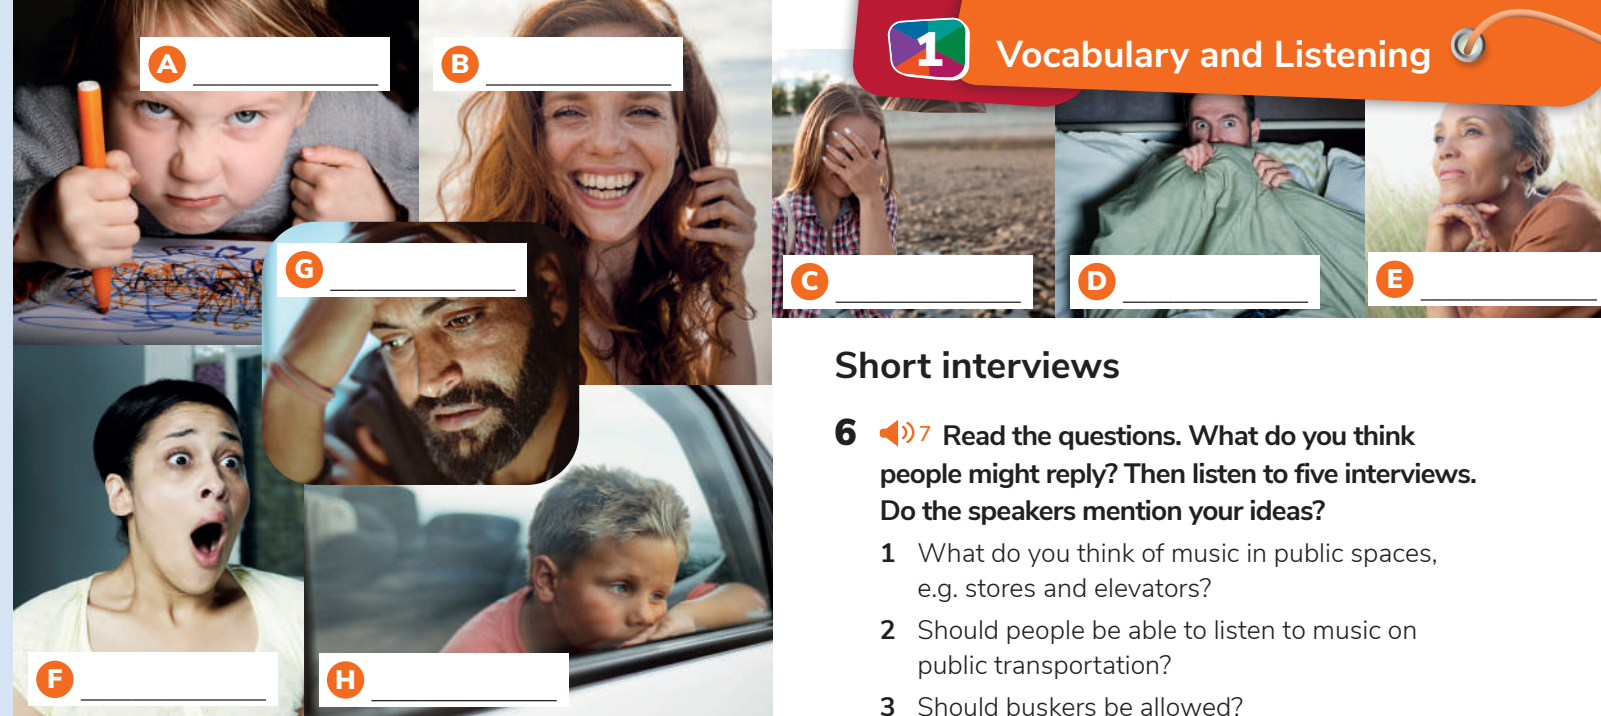 1 Vocabulary and Listening
A
B
C
D
E
F
G
H
Short interviews
6 7 Read the questions. What do you think
people might reply? Then listen to five interviews.
Do the speakers mention your ideas?
1 What do you think of music in public spaces,
e.g. stores and elevators?
2 Should people be able to listen to music on
public transportation?
3 Should buskers be allowed?